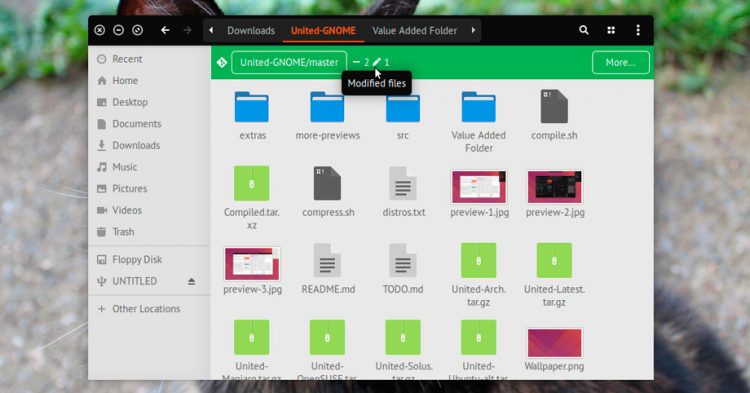 Downloads
United-GNOME
Value Added Folder
United-GNOME/master
2
1
More...
Modified files
Recent
Home
Desktop
Documents
Downloads
Music
Pictures
Videos
Trash
Floppy Disk
UNTITLED
Other Locations
extras
more-previews
src
Value Added
Folder
compile.sh
Compiled.tar.
xz
compress.sh
distros.txt
preview-1.jpg
preview-2.jpg
preview-3.jpg
README.md
TODO.md
United-Arch.
tar.gz
United-Latest.
tar.gz
United-
Manjaro.tar.gz
United-
OpenSUSE.tar.
United-Solus.
tar.gz
United-
Ubuntu-alt.tar.
Wallpaper.png